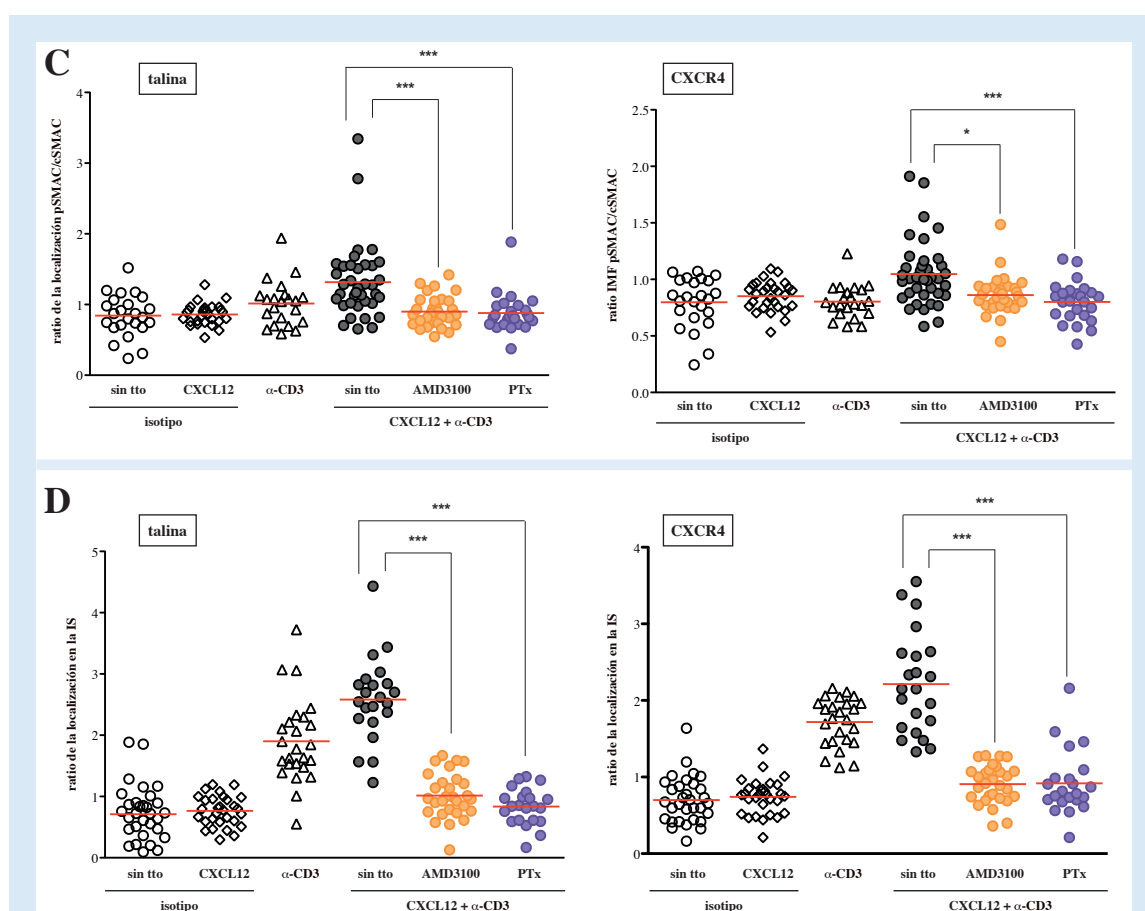 C
talina
ratio de la localización pSMAC/cSMAC
4
3
2
1
0
***
***
sin tto CXCL12 α-CD3 sin tto AMD3100 PTx
isotipo CXCL12 + α-CD3
CXCR4
ratio IMF pSMAC/cSMAC
2.5
2.0
1.5
1.0
0.5
0.0
***
*
sin tto CXCL12 α-CD3 sin tto AMD3100 PTx
isotipo CXCL12 + α-CD3
D
talina
ratio de la localización en la IS
5
4
3
2
1
0
***
***
sin tto CXCL12 α-CD3 sin tto AMD3100 PTx
isotipo CXCL12 + α-CD3
CXCR4
ratio de la localización en la IS
4
3
2
1
0
***
***
sin tto CXCL12 α-CD3 sin tto AMD3100 PTx
isotipo CXCL12 + α-CD3